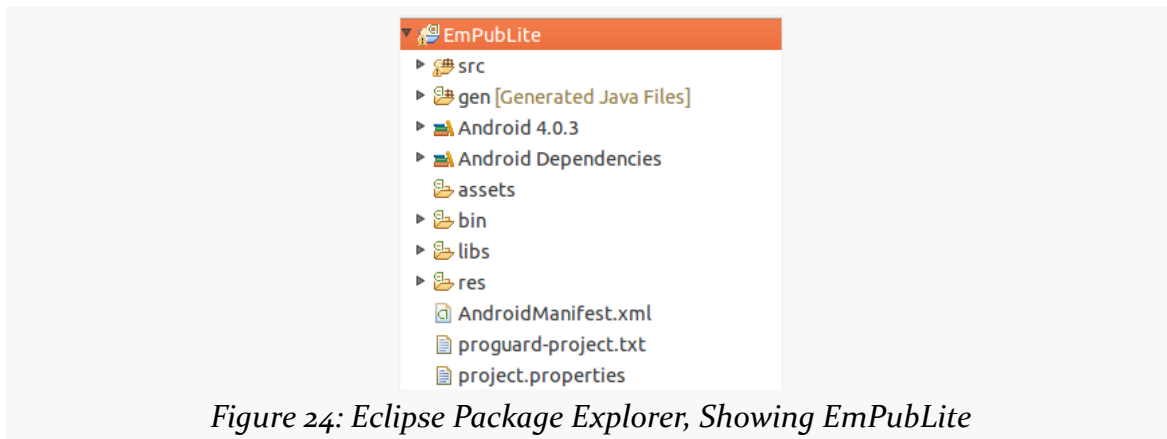 EmPubLite
src
gen [Generated Java Files]
Android 4.0.3
Android Dependencies
assets
bin
libs
res
AndroidManifest.xml
proguard-project.txt
project.properties
Figure 24: Eclipse Package Explorer, Showing EmPubLite